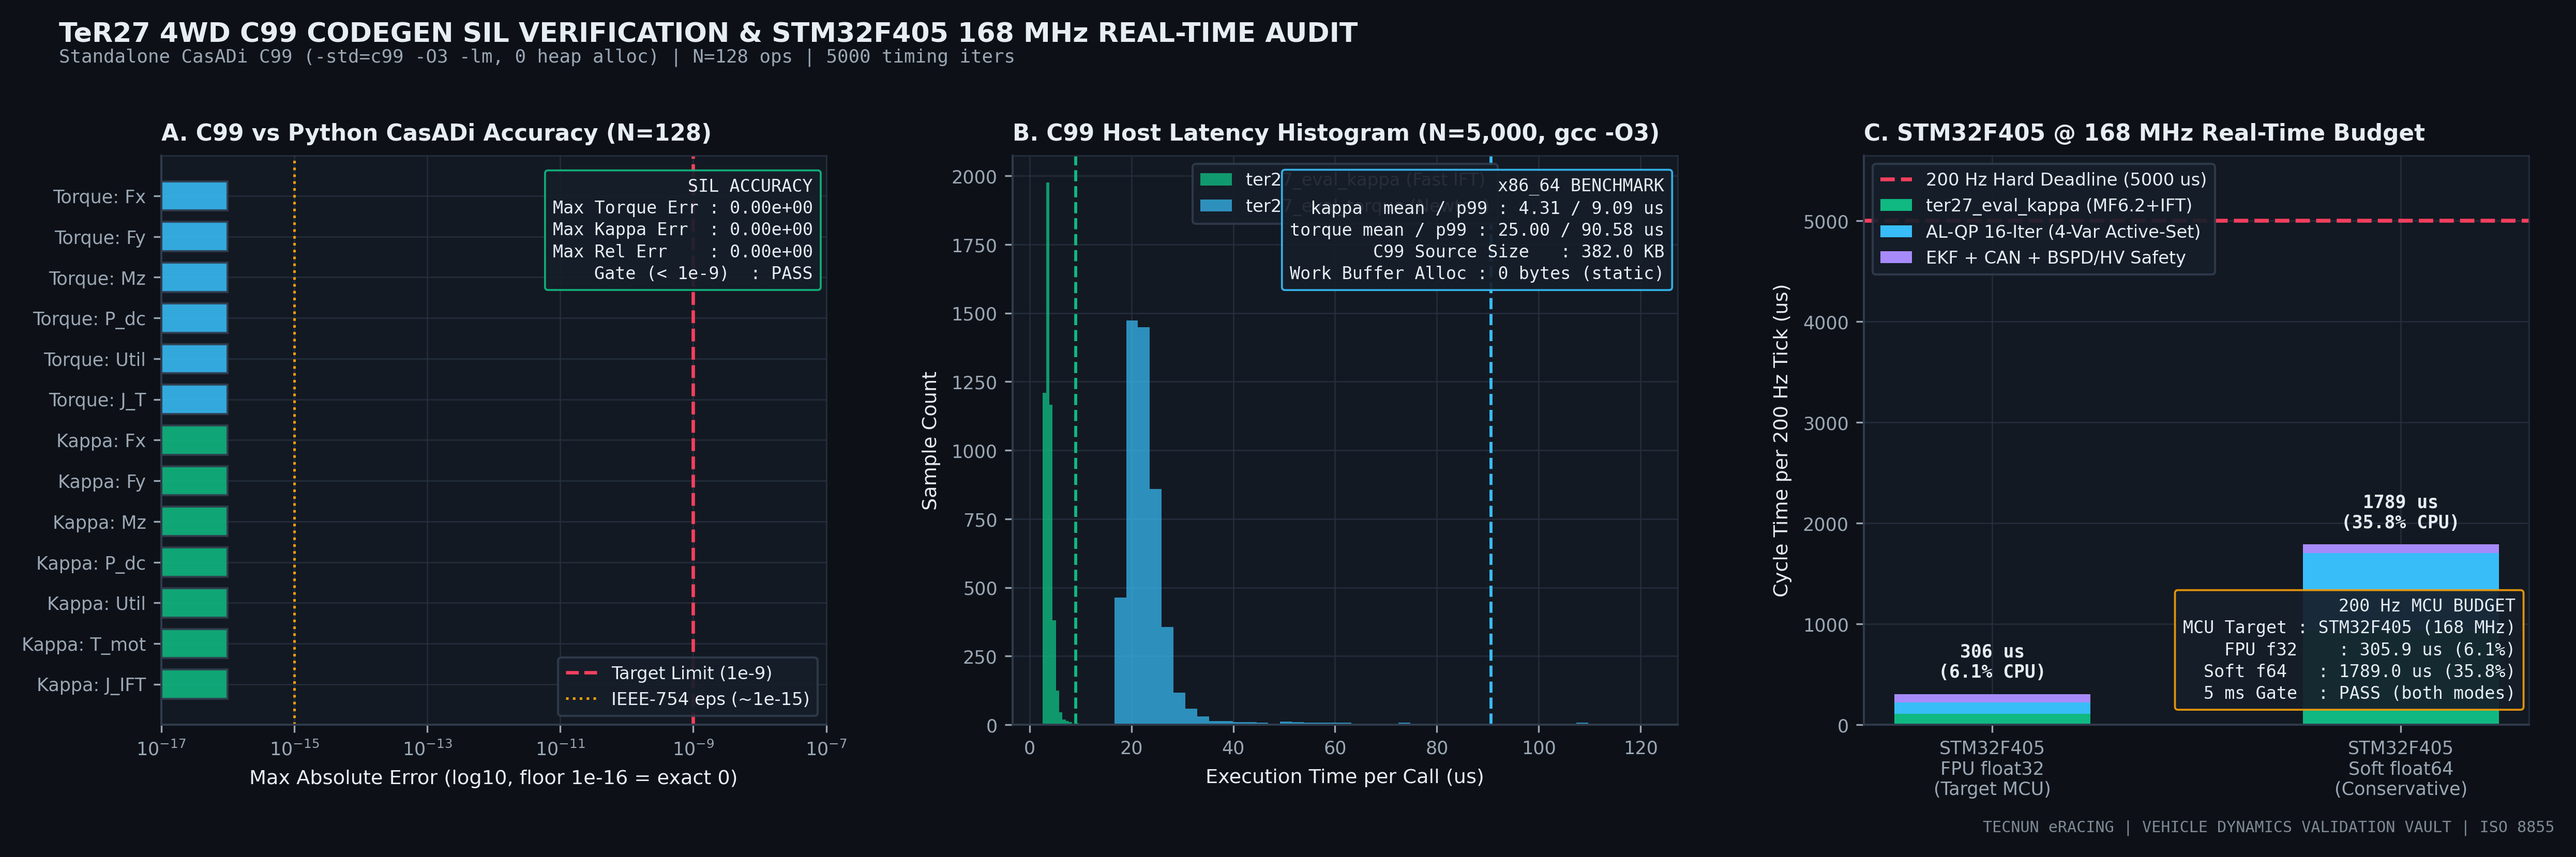 TeR27 4WD C99 CODEGEN SIL VERIFICATION & STM32F405 168 MHz REAL-TIME AUDIT
Standalone CasADi C99 (-std=c99 -O3 -lm, 0 heap alloc) | N=128 ops | 5000 timing iters
A. C99 vs Python CasADi Accuracy (N=128)
Torque: Fx
Torque: Fy
Torque: Mz
Torque: P_dc
Torque: Util
Torque: J_T
Kappa: Fx
Kappa: Fy
Kappa: Mz
Kappa: P_dc
Kappa: Util
Kappa: T_mot
Kappa: J_IFT
SIL ACCURACY
Max Torque Err : 0.00e+00
Max Kappa Err : 0.00e+00
Max Rel Err : 0.00e+00
Gate (< 1e-9) : PASS
Target Limit (1e-9)
IEEE-754 eps (~1e-15)
10⁻¹⁷ 10⁻¹⁵ 10⁻¹³ 10⁻¹¹ 10⁻⁹ 10⁻⁷
Max Absolute Error (log10, floor 1e-16 = exact 0)
B. C99 Host Latency Histogram (N=5,000, gcc -O3)
Sample Count
2000
1750
1500
1250
1000
750
500
250
0
ter27_eval_kappa (Fast IFT)
x86_64 BENCHMARK
kappa mean / p99 : 4.31 / 9.09 us
torque mean / p99 : 25.00 / 90.58 us
C99 Source Size : 382.0 KB
Work Buffer Alloc : 0 bytes (static)
0 20 40 60 80 100 120
Execution Time per Call (us)
C. STM32F405 @ 168 MHz Real-Time Budget
Cycle Time per 200 Hz Tick (us)
5000
4000
3000
2000
1000
0
200 Hz Hard Deadline (5000 us)
ter27_eval_kappa (MF6.2+IFT)
AL-QP 16-Iter (4-Var Active-Set)
EKF + CAN + BSPD/HV Safety
306 us
(6.1% CPU)
1789 us
(35.8% CPU)
200 Hz MCU BUDGET
MCU Target : STM32F405 (168 MHz)
FPU f32 : 305.9 us (6.1%)
Soft f64 : 1789.0 us (35.8%)
5 ms Gate : PASS (both modes)
STM32F405
FPU float32
(Target MCU)
STM32F405
Soft float64
(Conservative)
TECNUN eRACING | VEHICLE DYNAMICS VALIDATION VAULT | ISO 8855